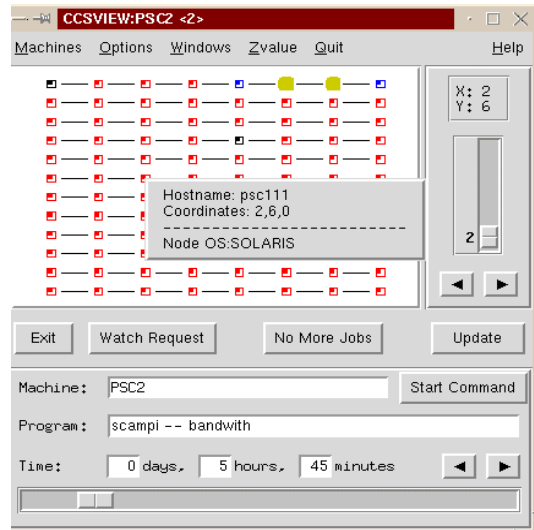 CCSVIEW:PSC2 <2>
Machines Options Windows Zvalue Quit Help
X: 2
Y: 6
Hostname: psc111
Coordinates: 2,6,0
--------------------------
Node OS:SOLARIS
2
Exit Watch Request No More Jobs Update
Machine: PSC2 Start Command
Program: scampi -- bandwith
Time: 0 days, 5 hours, 45 minutes